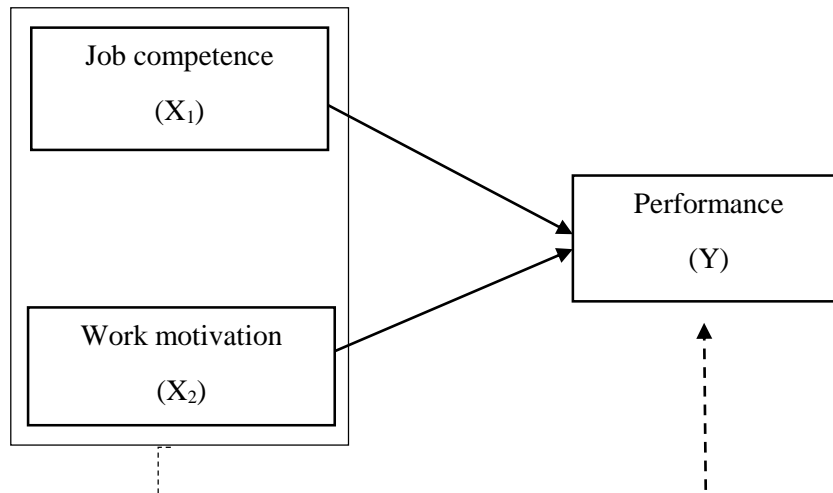 Job competence
(X₁)
Performance
(Y)
Work motivation
(X₂)